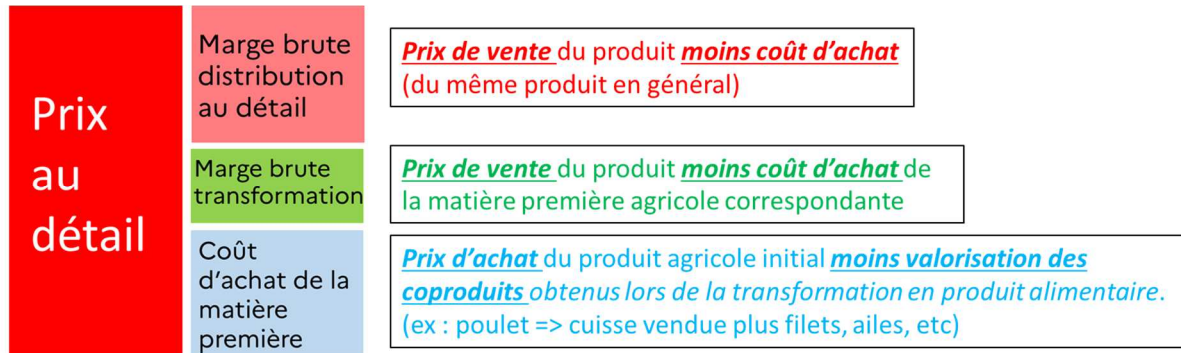 Prix
au
détail
Marge brute
distribution
au détail
Prix de vente du produit moins coût d'achat
(du même produit en général)
Marge brute
transformation
Prix de vente du produit moins coût d'achat de
la matière première agricole correspondante
Coût
d'achat de la
matière
première
Prix d'achat du produit agricole initial moins valorisation des
coproduits obtenus lors de la transformation en produit alimentaire.
(ex : poulet => cuisse vendue plus filets, ailes, etc)